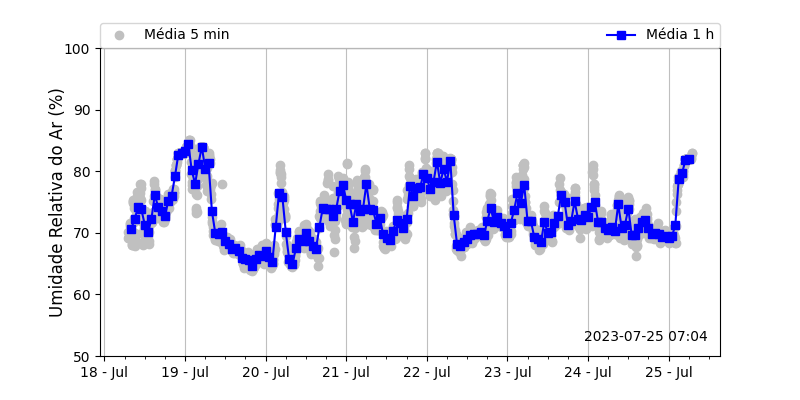 Média 5 min
Média 1 h
100
90
80
70
60
50
Umidade Relativa do Ar (%)
2023-07-25 07:04
18 - Jul
19 - Jul
20 - Jul
21 - Jul
22 - Jul
23 - Jul
24 - Jul
25 - Jul